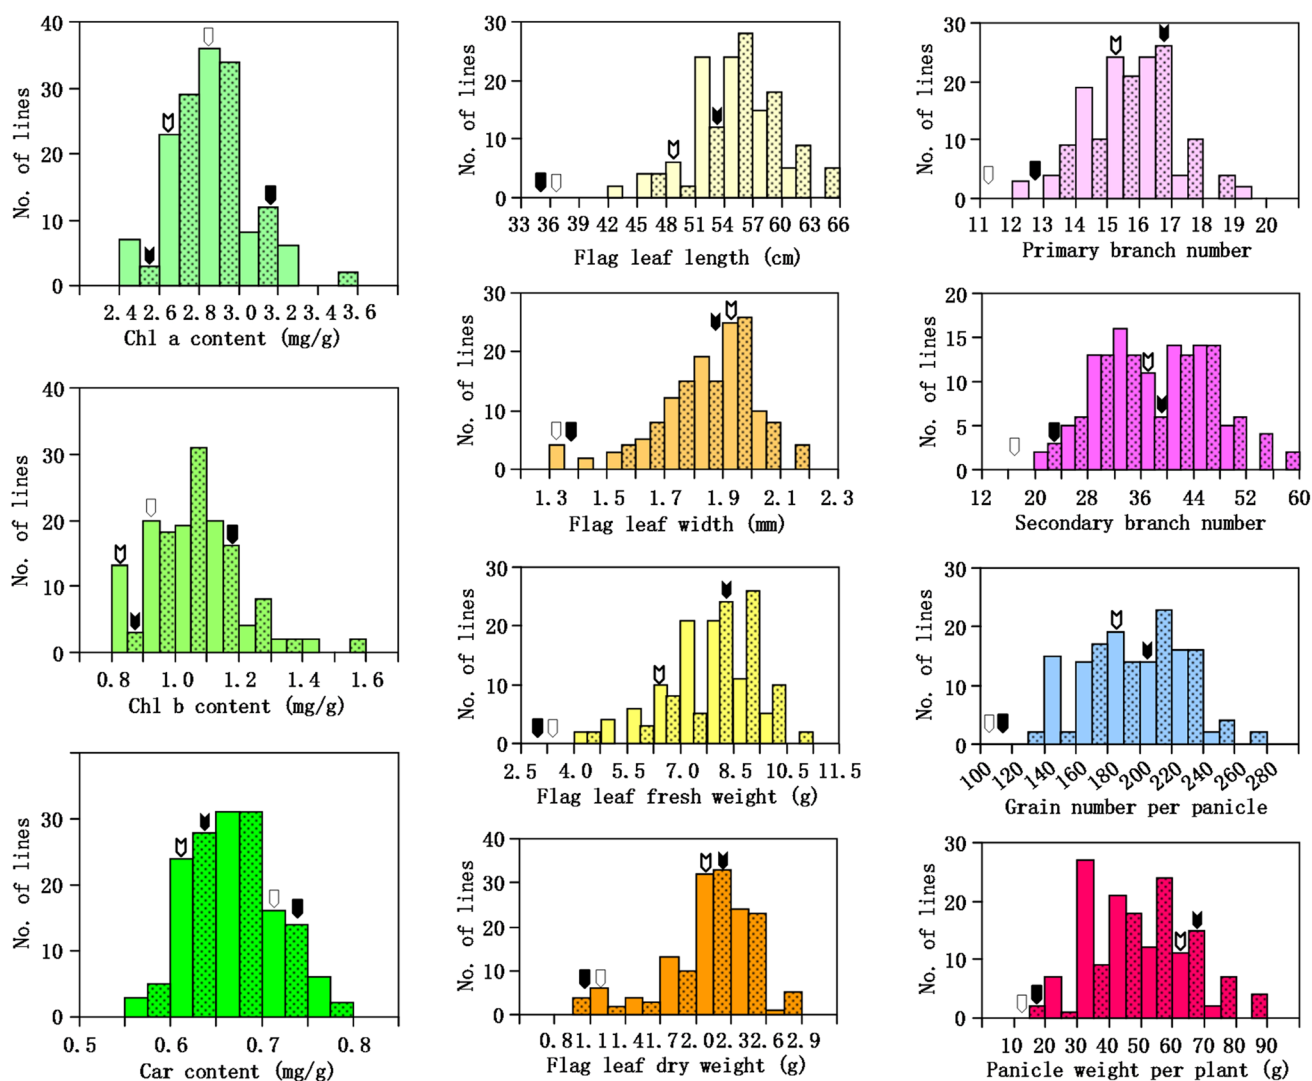 40
30
20
10
0
No. of lines
2.4 2.6 2.8 3.0 3.2 3.4 3.6
Chl a content (mg/g)
40
30
20
10
0
No. of lines
0.8 1.0 1.2 1.4 1.6
Chl b content (mg/g)
30
20
10
0
No. of lines
0.5 0.6 0.7 0.8
Car content (mg/g)
30
20
10
0
No. of lines
33 36 39 42 45 48 51 54 57 60 63 66
Flag leaf length (cm)
30
20
10
0
No. of lines
1.3 1.5 1.7 1.9 2.1 2.3
Flag leaf width (mm)
30
20
10
0
No. of lines
2.5 4.0 5.5 7.0 8.5 10.5 11.5
Flag leaf fresh weight (g)
40
30
20
10
0
No. of lines
0.8 1.1 1.4 1.7 2.0 2.3 2.6 2.9
Flag leaf dry weight (g)
30
20
10
0
No. of lines
11 12 13 14 15 16 17 18 19 20
Primary branch number
20
15
10
5
0
No. of lines
12 20 28 36 44 52 60
Secondary branch number
30
20
10
0
No. of lines
100 120 140 160 180 200 220 240 260 280
Grain number per panicle
30
20
10
0
No. of lines
10 20 30 40 50 60 70 80 90
Panicle weight per plant (g)